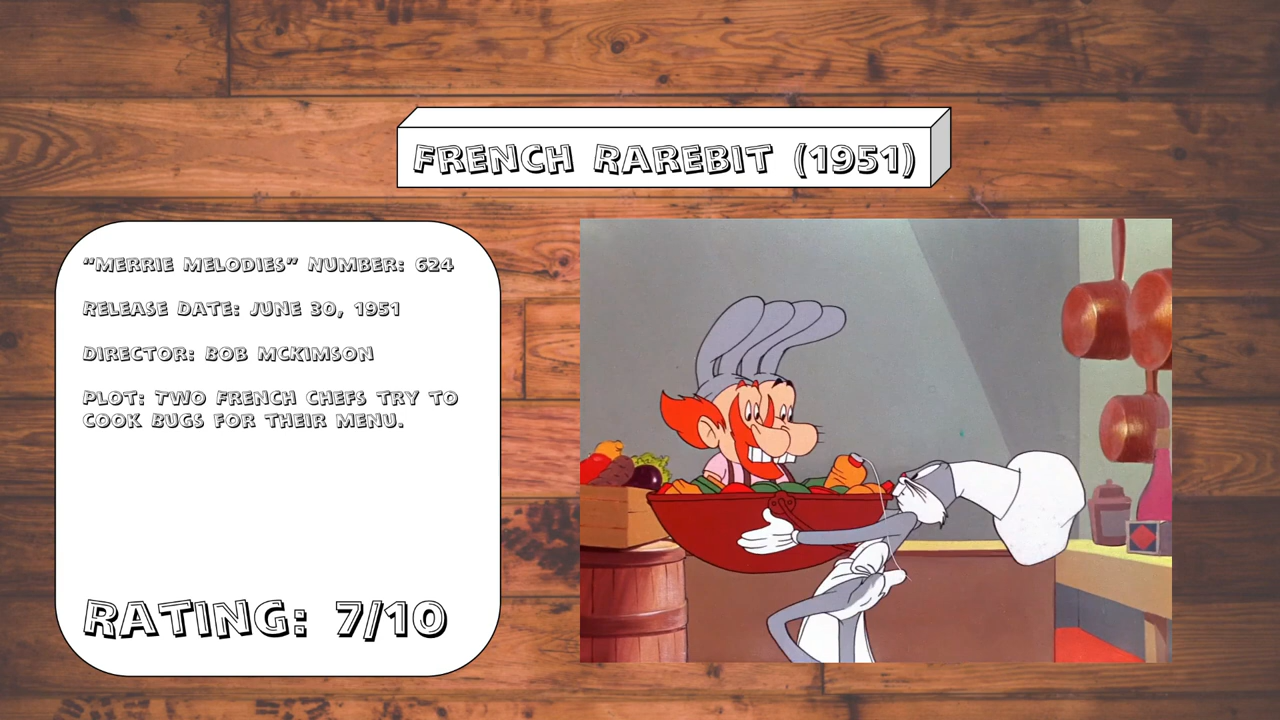 FRENCH RAREBIT (1951)
"MERRIE MELODIES" NUMBER: 624
RELEASE DATE: JUNE 30, 1951
DIRECTOR: BOB MCKIMSON
PLOT: TWO FRENCH CHEFS TRY TO
COOK BUGS FOR THEIR MENU.
RATING: 7/10